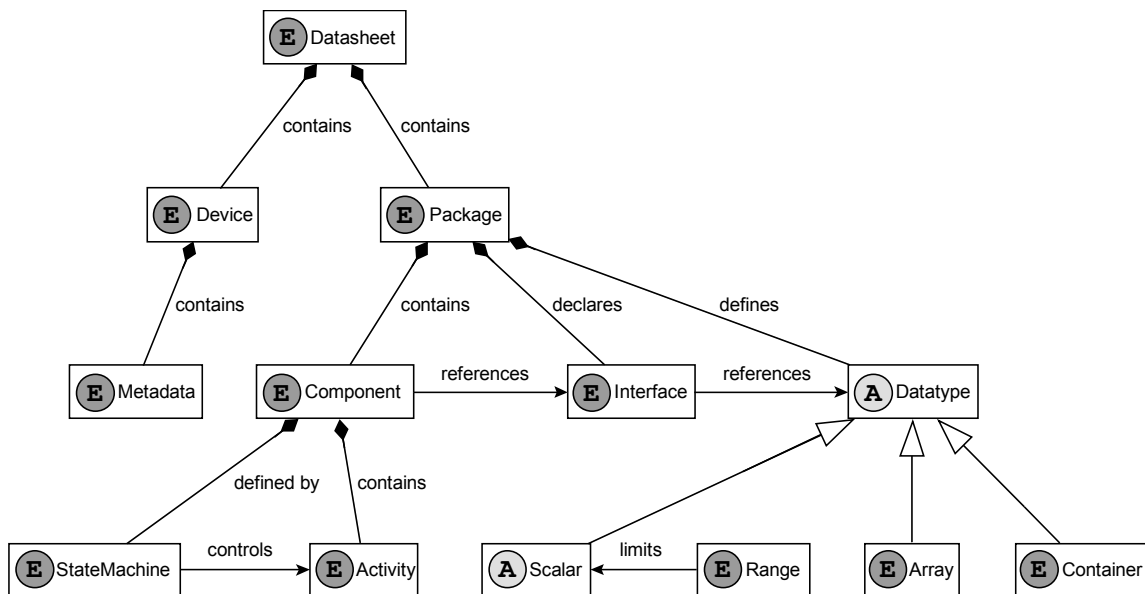 E Datasheet
contains
contains
E Device
E Package
contains
contains
declares
defines
E Metadata
E Component
references
E Interface
references
A Datatype
defined by
contains
E StateMachine
controls
E Activity
A Scalar
limits
E Range
E Array
E Container